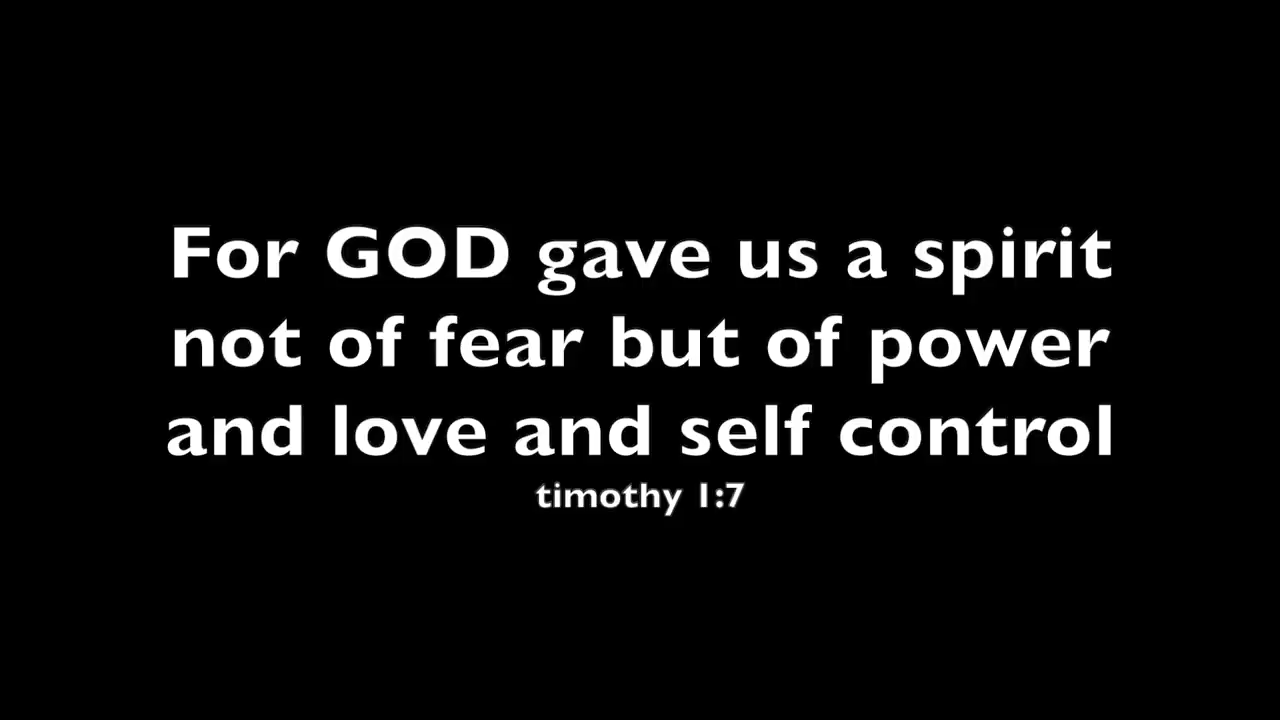 For GOD gave us a spirit
not of fear but of power
and love and self control
timothy 1:7